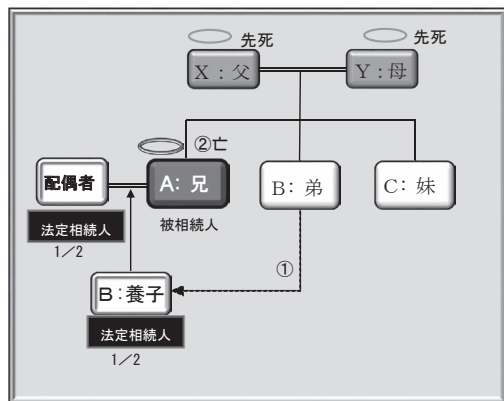 先死
先死
X：父
Y：母
②亡
配偶者
A：兄
B：弟
C：妹
法定相続人
被相続人
1／2
①
B：養子
法定相続人
1／2